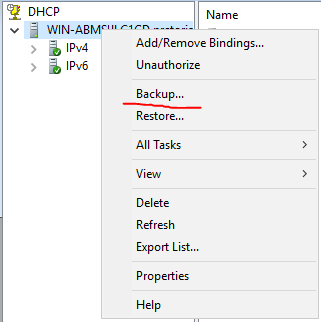 DHCP
Name
IPv4
IPv6
Add/Remove Bindings...
Unauthorize
Backup...
Restore...
All Tasks
View
Delete
Refresh
Export List...
Properties
Help